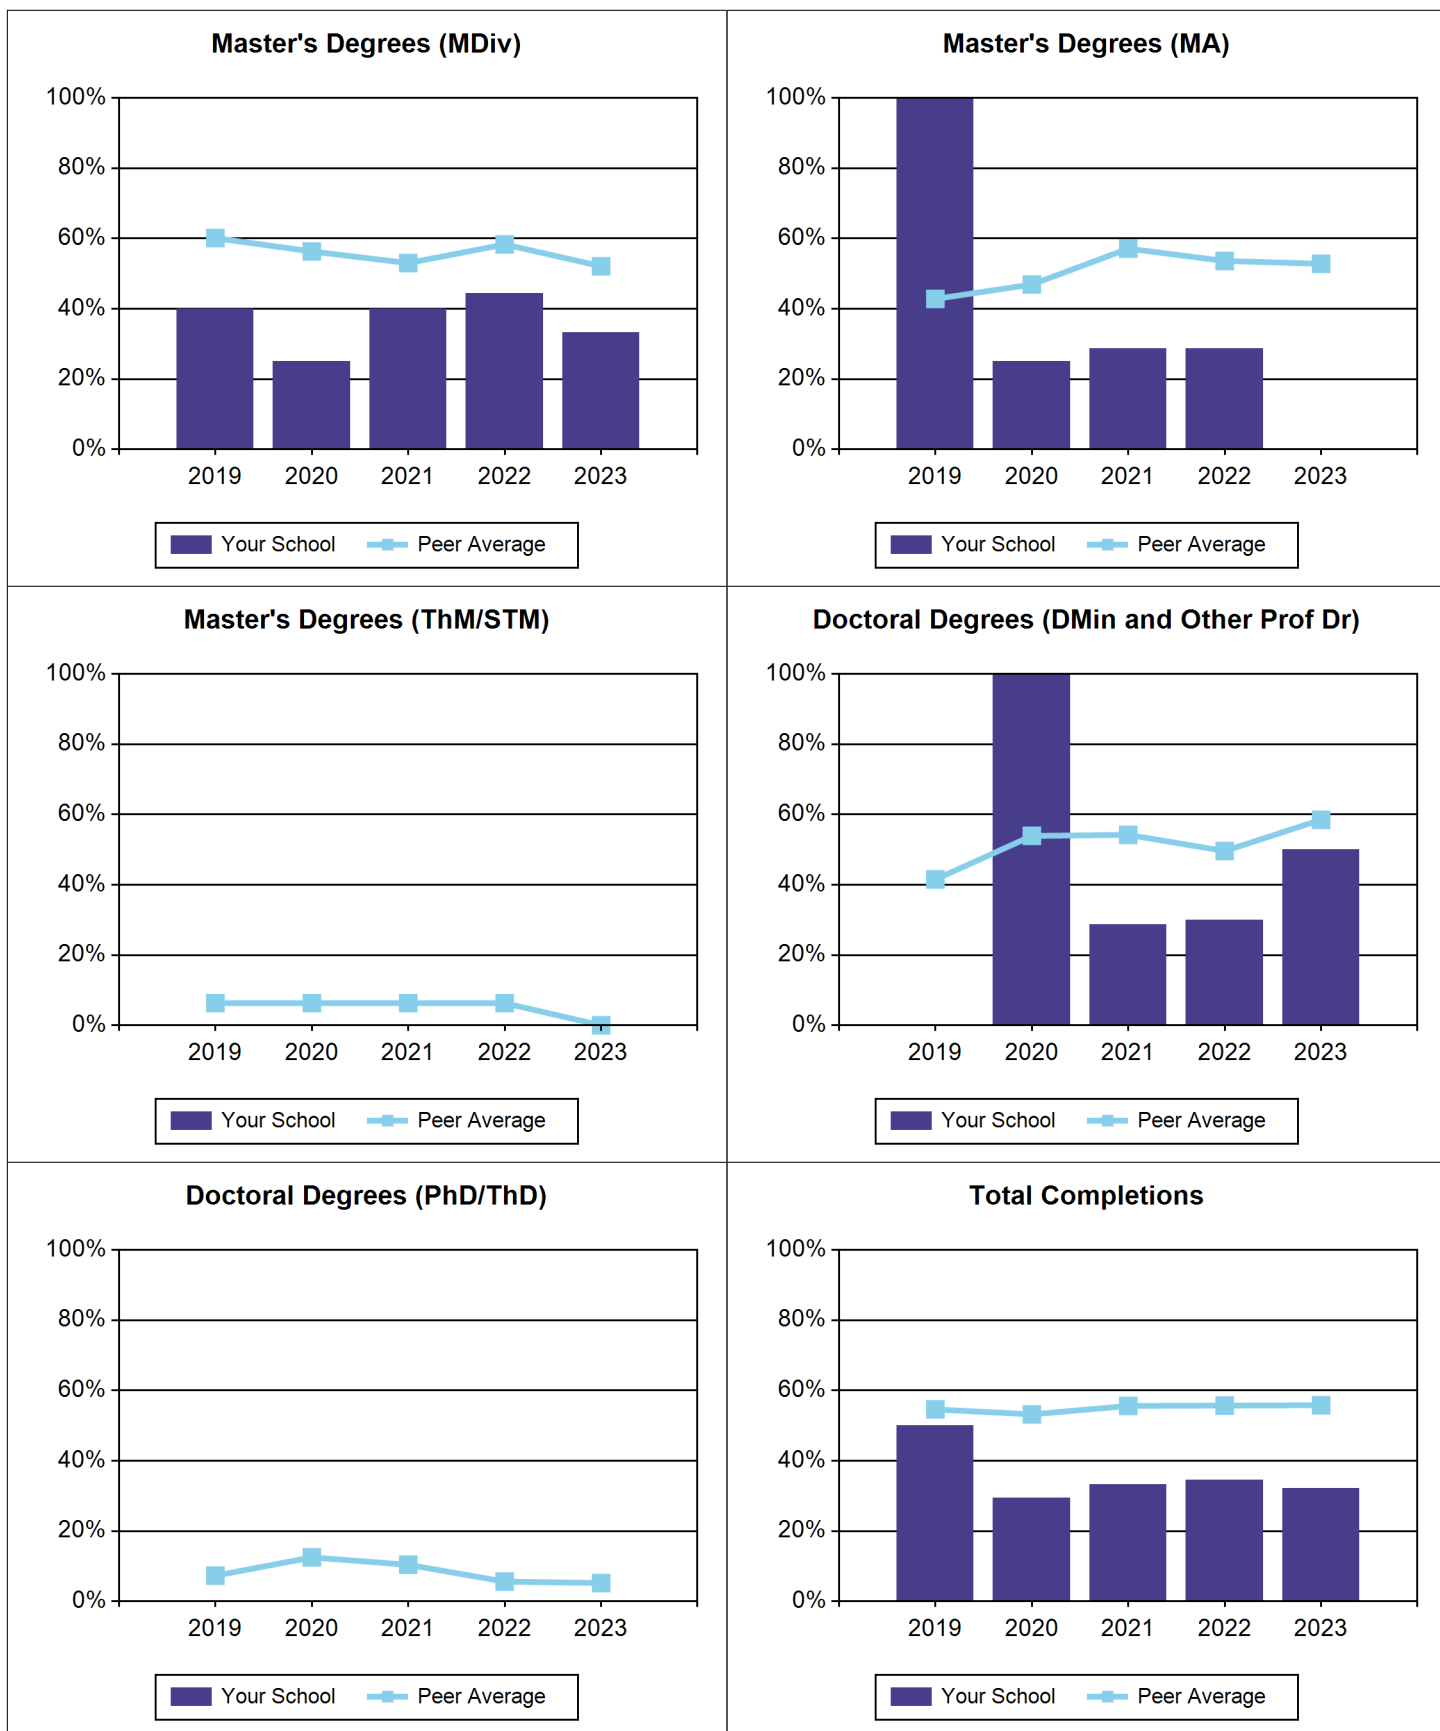 Master's Degrees (MDiv)
100%
80%
60%
40%
20%
0%
2019 2020 2021 2022 2023
Your School Peer Average
Master's Degrees (MA)
100%
80%
60%
40%
20%
0%
2019 2020 2021 2022 2023
Your School Peer Average
Master's Degrees (ThM/STM)
100%
80%
60%
40%
20%
0%
2019 2020 2021 2022 2023
Your School Peer Average
Doctoral Degrees (DMin and Other Prof Dr)
100%
80%
60%
40%
20%
0%
2019 2020 2021 2022 2023
Your School Peer Average
Doctoral Degrees (PhD/ThD)
100%
80%
60%
40%
20%
0%
2019 2020 2021 2022 2023
Your School Peer Average
Total Completions
100%
80%
60%
40%
20%
0%
2019 2020 2021 2022 2023
Your School Peer Average